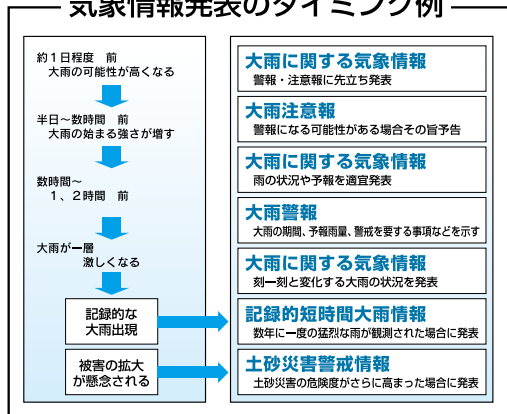 気象情報発表のタイミング例
約1日程度 前
大雨の可能性が高くなる
半日～数時間 前
大雨の始まる強さが増す
数時間～
1、2時間 前
大雨が一層
激しくなる
記録的な
大雨出現
被害の拡大
が懸念される
大雨に関する気象情報
警報・注意報に先立ち発表
大雨注意報
警報になる可能性がある場合その旨予告
大雨に関する気象情報
雨の状況や予報を適宜発表
大雨警報
大雨の期間、予報雨量、警戒を要する事項などを示す
大雨に関する気象情報
刻一刻と変化する大雨の状況を発表
記録的短時間大雨情報
数年に一度の猛烈な雨が観測された場合に発表
土砂災害警戒情報
土砂災害の危険度がさらに高まった場合に発表